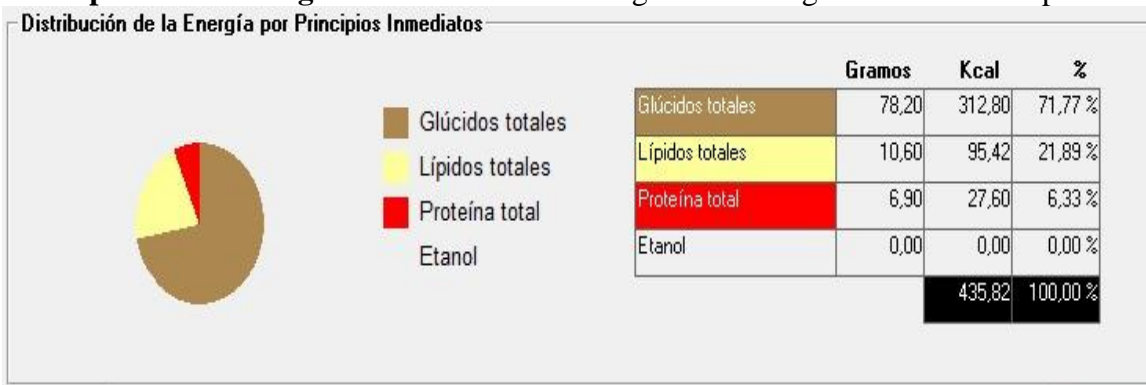 Distribución de la Energía por Principios Inmediatos
Glúcidos totales
Lípidos totales
Proteína total
Etanol
Gramos Kcal %
Glúcidos totales 78,20 312,80 71,77 %
Lípidos totales 10,60 95,42 21,89 %
Proteína total 6,90 27,60 6,33 %
Etanol 0,00 0,00 0,00 %
435,82 100,00 %